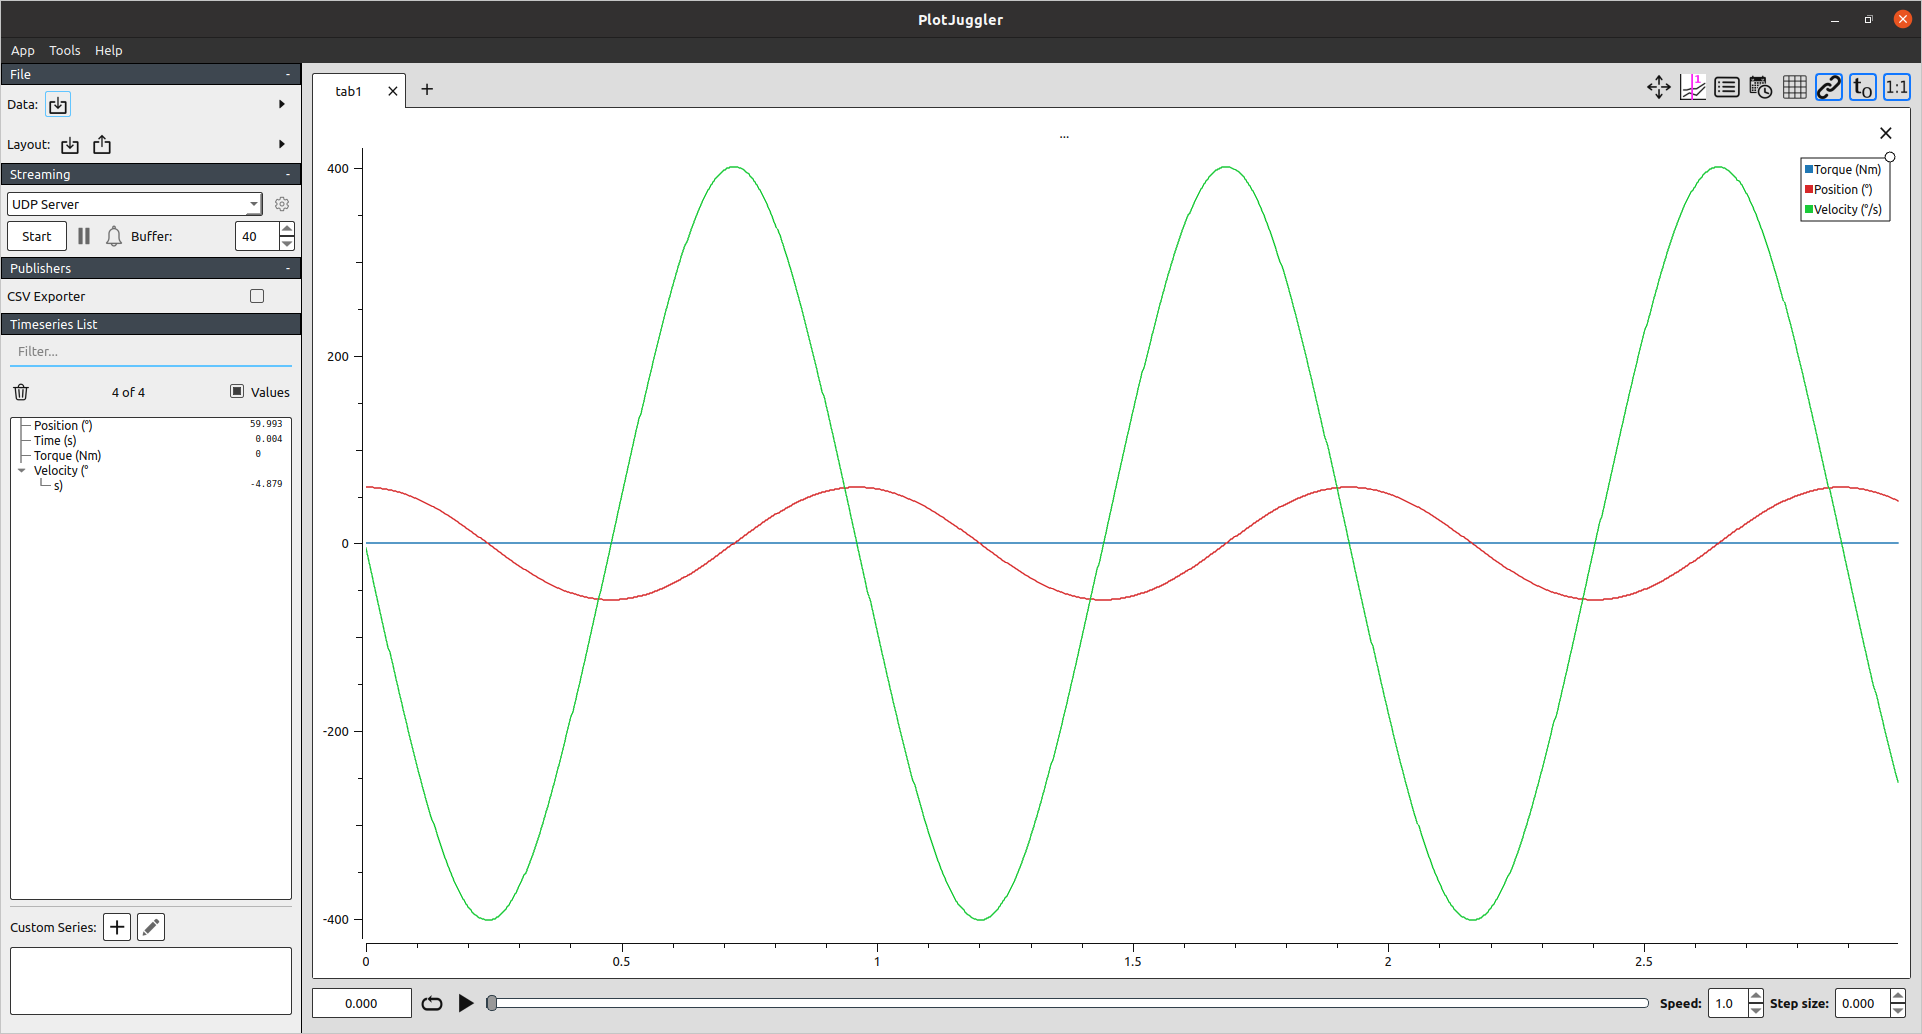 PlotJuggler
App Tools Help
File -
Data:
Layout:
Streaming -
UDP Server
Start Buffer: 40
Publishers -
CSV Exporter
Timeseries List
Filter...
4 of 4 Values
Position (°) 59.993
Time (s) 0.004
Torque (Nm) 0
Velocity (°
s) -4.879
Custom Series:
tab1
1
t0
1:1
...
Torque (Nm)
Position (°)
Velocity (°/s)
400
200
0
-200
-400
0 0.5 1 1.5 2 2.5
0.000 Speed: 1.0 Step size: 0.000